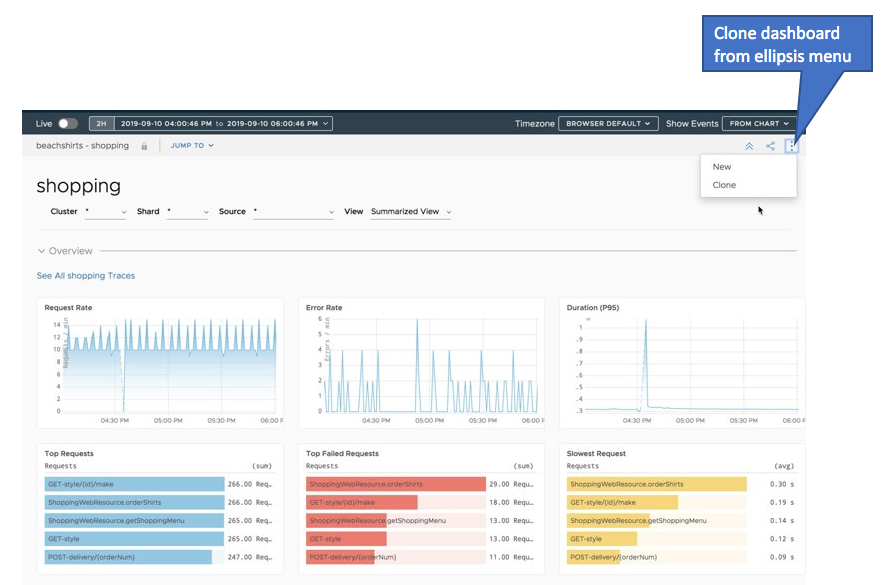 Clone dashboard
from ellipsis menu
Live 2H 2019-09-10 04:00:46 PM to 2019-09-10 06:00:46 PM Timezone BROWSER DEFAULT Show Events FROM CHART
beachshirts - shopping JUMP TO
New
Clone
shopping
Cluster * Shard * Source * View Summarized View
Overview
See All shopping Traces
Request Rate
Requests / min
14
12
10
8
6
4
2
0
04:30 PM 05:00 PM 05:30 PM 06:00 P
Error Rate
Errors / min
6
5
4
3
2
1
0
04:30 PM 05:00 PM 05:30 PM 06:00 P
Duration (P95)
s
1
.9
.8
.7
.6
.5
.4
.3
04:30 PM 05:00 PM 05:30 PM 06:00 P
Top Requests
Requests (sum)
GET-style/{id}/make 266.00 Req…
ShoppingWebResource.orderShirts 266.00 Req…
ShoppingWebResource.getShoppingMenu 265.00 Req…
GET-style 265.00 Req…
POST-delivery/{orderNum} 247.00 Req…
Top Failed Requests
Requests (sum)
ShoppingWebResource.orderShirts 29.00 Requ…
GET-style/{id}/make 18.00 Requ…
ShoppingWebResource.getShoppingMenu 13.00 Requ…
GET-style 13.00 Requ…
POST-delivery/{orderNum} 11.00 Requ…
Slowest Request
Requests (avg)
ShoppingWebResource.orderShirts 0.30 s
GET-style/{id}/make 0.19 s
ShoppingWebResource.getShoppingMenu 0.14 s
GET-style 0.12 s
POST-delivery/{orderNum} 0.09 s